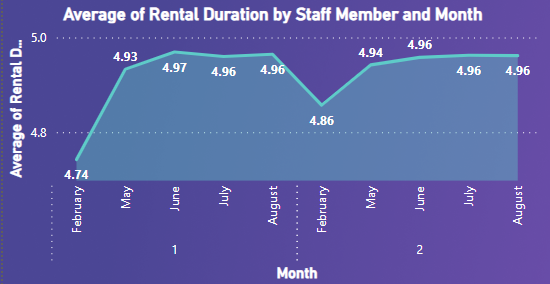 Average of Rental Duration by Staff Member and Month
Average of Rental D...
5.0
4.8
4.74
4.93
4.97
4.96
4.96
4.86
4.94
4.96
4.96
4.96
February
May
June
July
August
February
May
June
July
August
1
2
Month